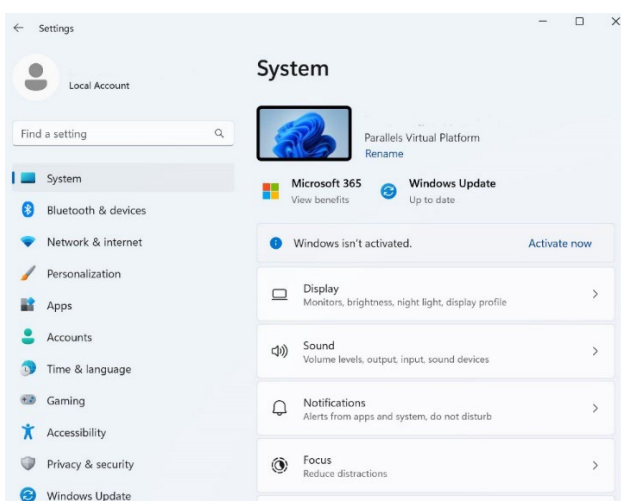 Settings
Local Account
Find a setting
System
Bluetooth & devices
Network & internet
Personalization
Apps
Accounts
Time & language
Gaming
Accessibility
Privacy & security
Windows Update
System
Parallels Virtual Platform
Rename
Microsoft 365
View benefits
Windows Update
Up to date
Windows isn't activated.
Activate now
Display
Monitors, brightness, night light, display profile
Sound
Volume levels, output, input, sound devices
Notifications
Alerts from apps and system, do not disturb
Focus
Reduce distractions